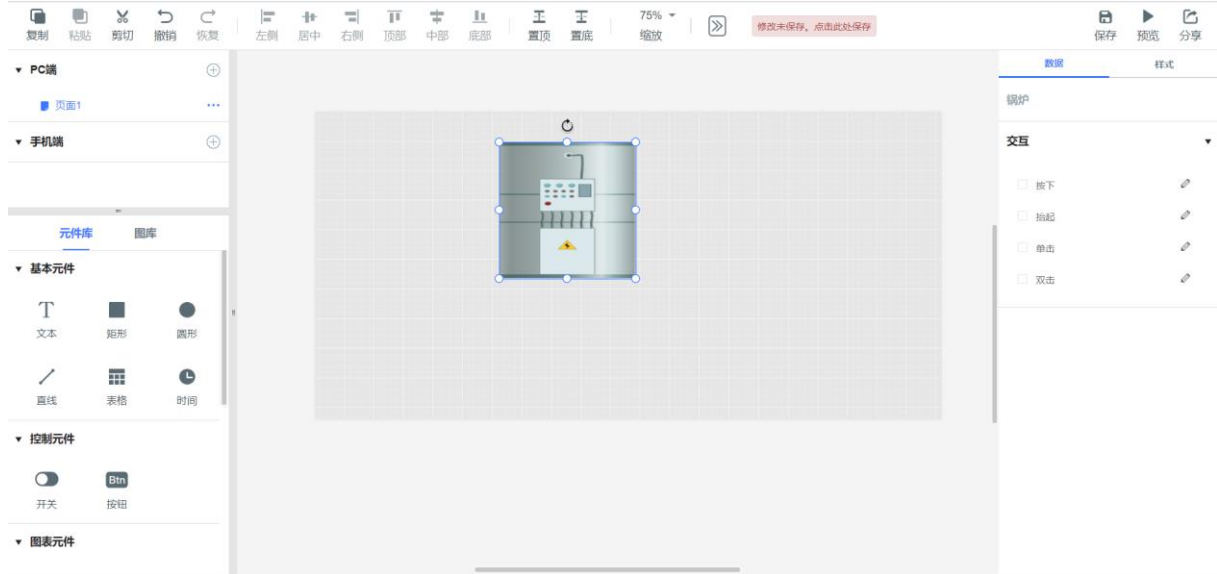 复制 粘贴 剪切 撤销 恢复 左侧 居中 右侧 顶部 中部 底部 置顶 置底 75% 缩放 修改未保存，点击此处保存 保存 预览 分享
PC端
页面1
手机端
元件库 图库
基本元件
文本 矩形 圆形
直线 表格 时间
控制元件
Btn
开关 按钮
图表元件
数据 样式
锅炉
交互
按下
抬起
单击
双击